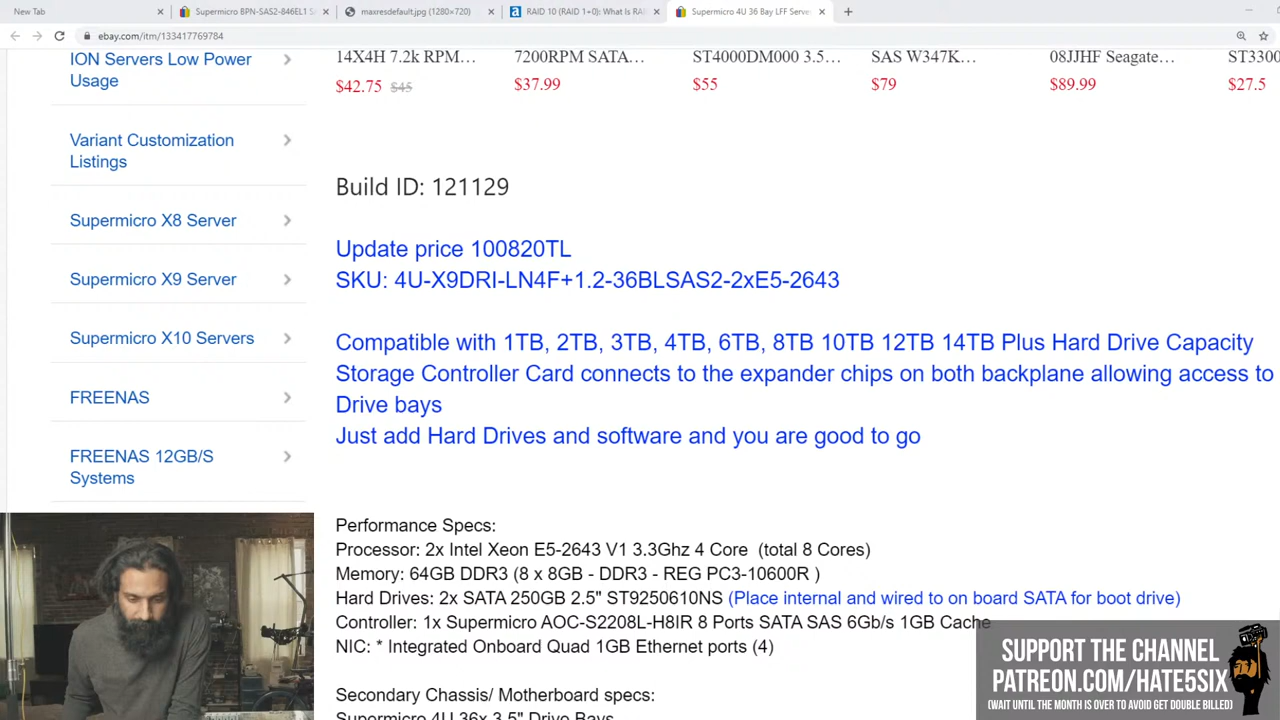 New Tab
Supermicro BPN-SAS2-846EL1 S
maxresdefault.jpg (1280×720)
RAID 10 (RAID 1+0): What Is RAI
Supermicro 4U 36 Bay LFF Serve
ebay.com/itm/133417769784
ION Servers Low Power
Usage
Variant Customization
Listings
Supermicro X8 Server
Supermicro X9 Server
Supermicro X10 Servers
FREENAS
FREENAS 12GB/S
Systems
14X4H 7.2k RPM…
7200RPM SATA…
ST4000DM000 3.5…
SAS W347K…
08JJHF Seagate…
ST3300
$42.75 $45
$37.99
$55
$79
$89.99
$27.5
Build ID: 121129
Update price 100820TL
SKU: 4U-X9DRI-LN4F+1.2-36BLSAS2-2xE5-2643
Compatible with 1TB, 2TB, 3TB, 4TB, 6TB, 8TB 10TB 12TB 14TB Plus Hard Drive Capacity
Storage Controller Card connects to the expander chips on both backplane allowing access to
Drive bays
Just add Hard Drives and software and you are good to go
Performance Specs:
Processor: 2x Intel Xeon E5-2643 V1 3.3Ghz 4 Core (total 8 Cores)
Memory: 64GB DDR3 (8 x 8GB - DDR3 - REG PC3-10600R )
Hard Drives: 2x SATA 250GB 2.5" ST9250610NS (Place internal and wired to on board SATA for boot drive)
Controller: 1x Supermicro AOC-S2208L-H8IR 8 Ports SATA SAS 6Gb/s 1GB Cache
NIC: * Integrated Onboard Quad 1GB Ethernet ports (4)
Secondary Chassis/ Motherboard specs:
Supermicro 4U 36x 3.5" Drive Bays
SUPPORT THE CHANNEL
PATREON.COM/HATE5SIX
(WAIT UNTIL THE MONTH IS OVER TO AVOID GET DOUBLE BILLED)